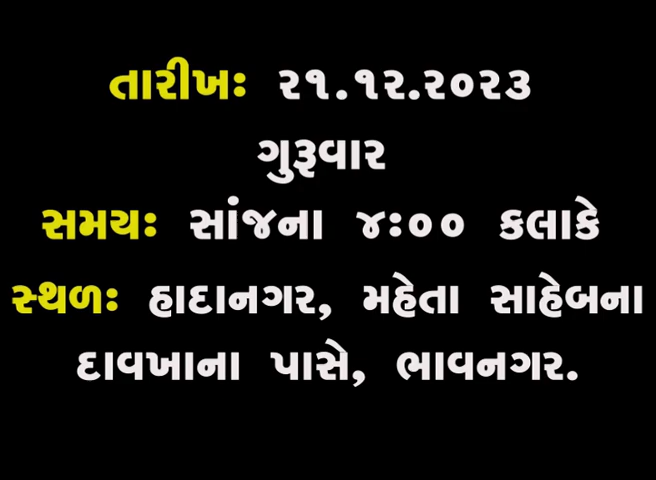 તારીખઃ ૨૧.૧૨.૨૦૨૩
ગુરૂવાર
સમયઃ સાંજના ૪ઃ૦૦ કલાકે
સ્થળઃ હાદાનગર, મહેતા સાહેબના
દાવખાના પાસે, ભાવનગર.